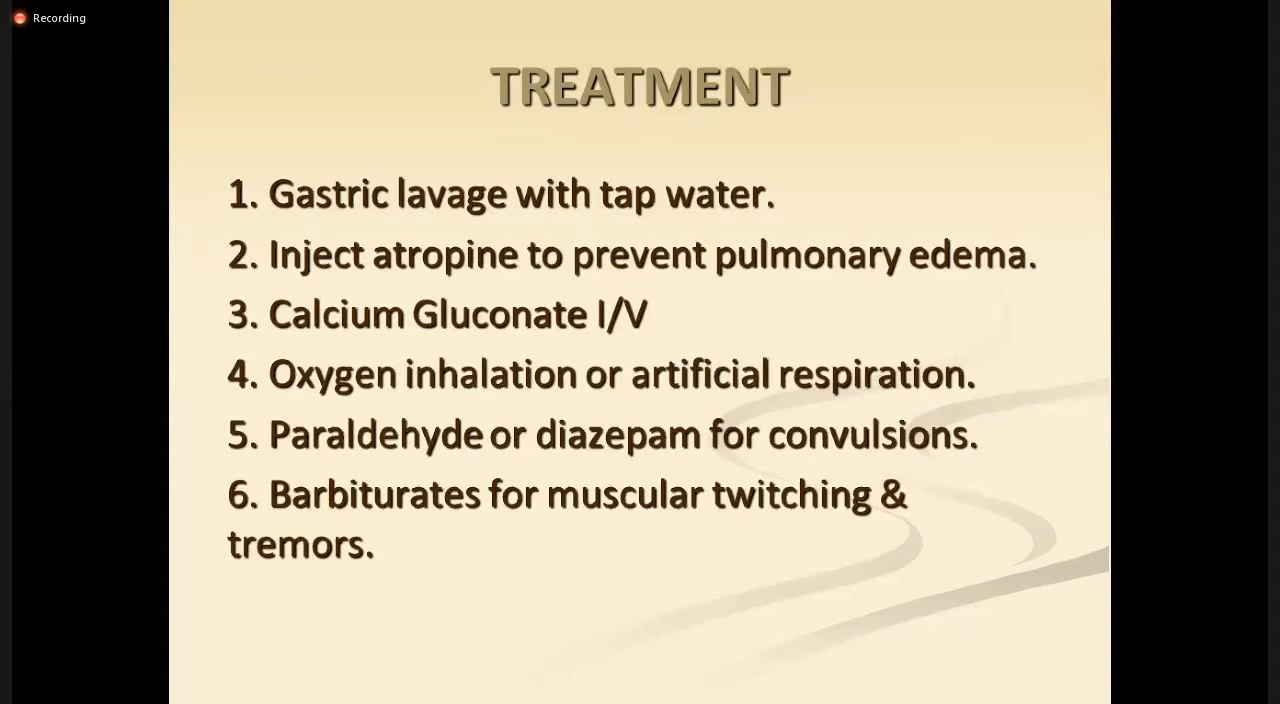 Recording
TREATMENT
1. Gastric lavage with tap water.
2. Inject atropine to prevent pulmonary edema.
3. Calcium Gluconate I/V
4. Oxygen inhalation or artificial respiration.
5. Paraldehyde or diazepam for convulsions.
6. Barbiturates for muscular twitching &
tremors.